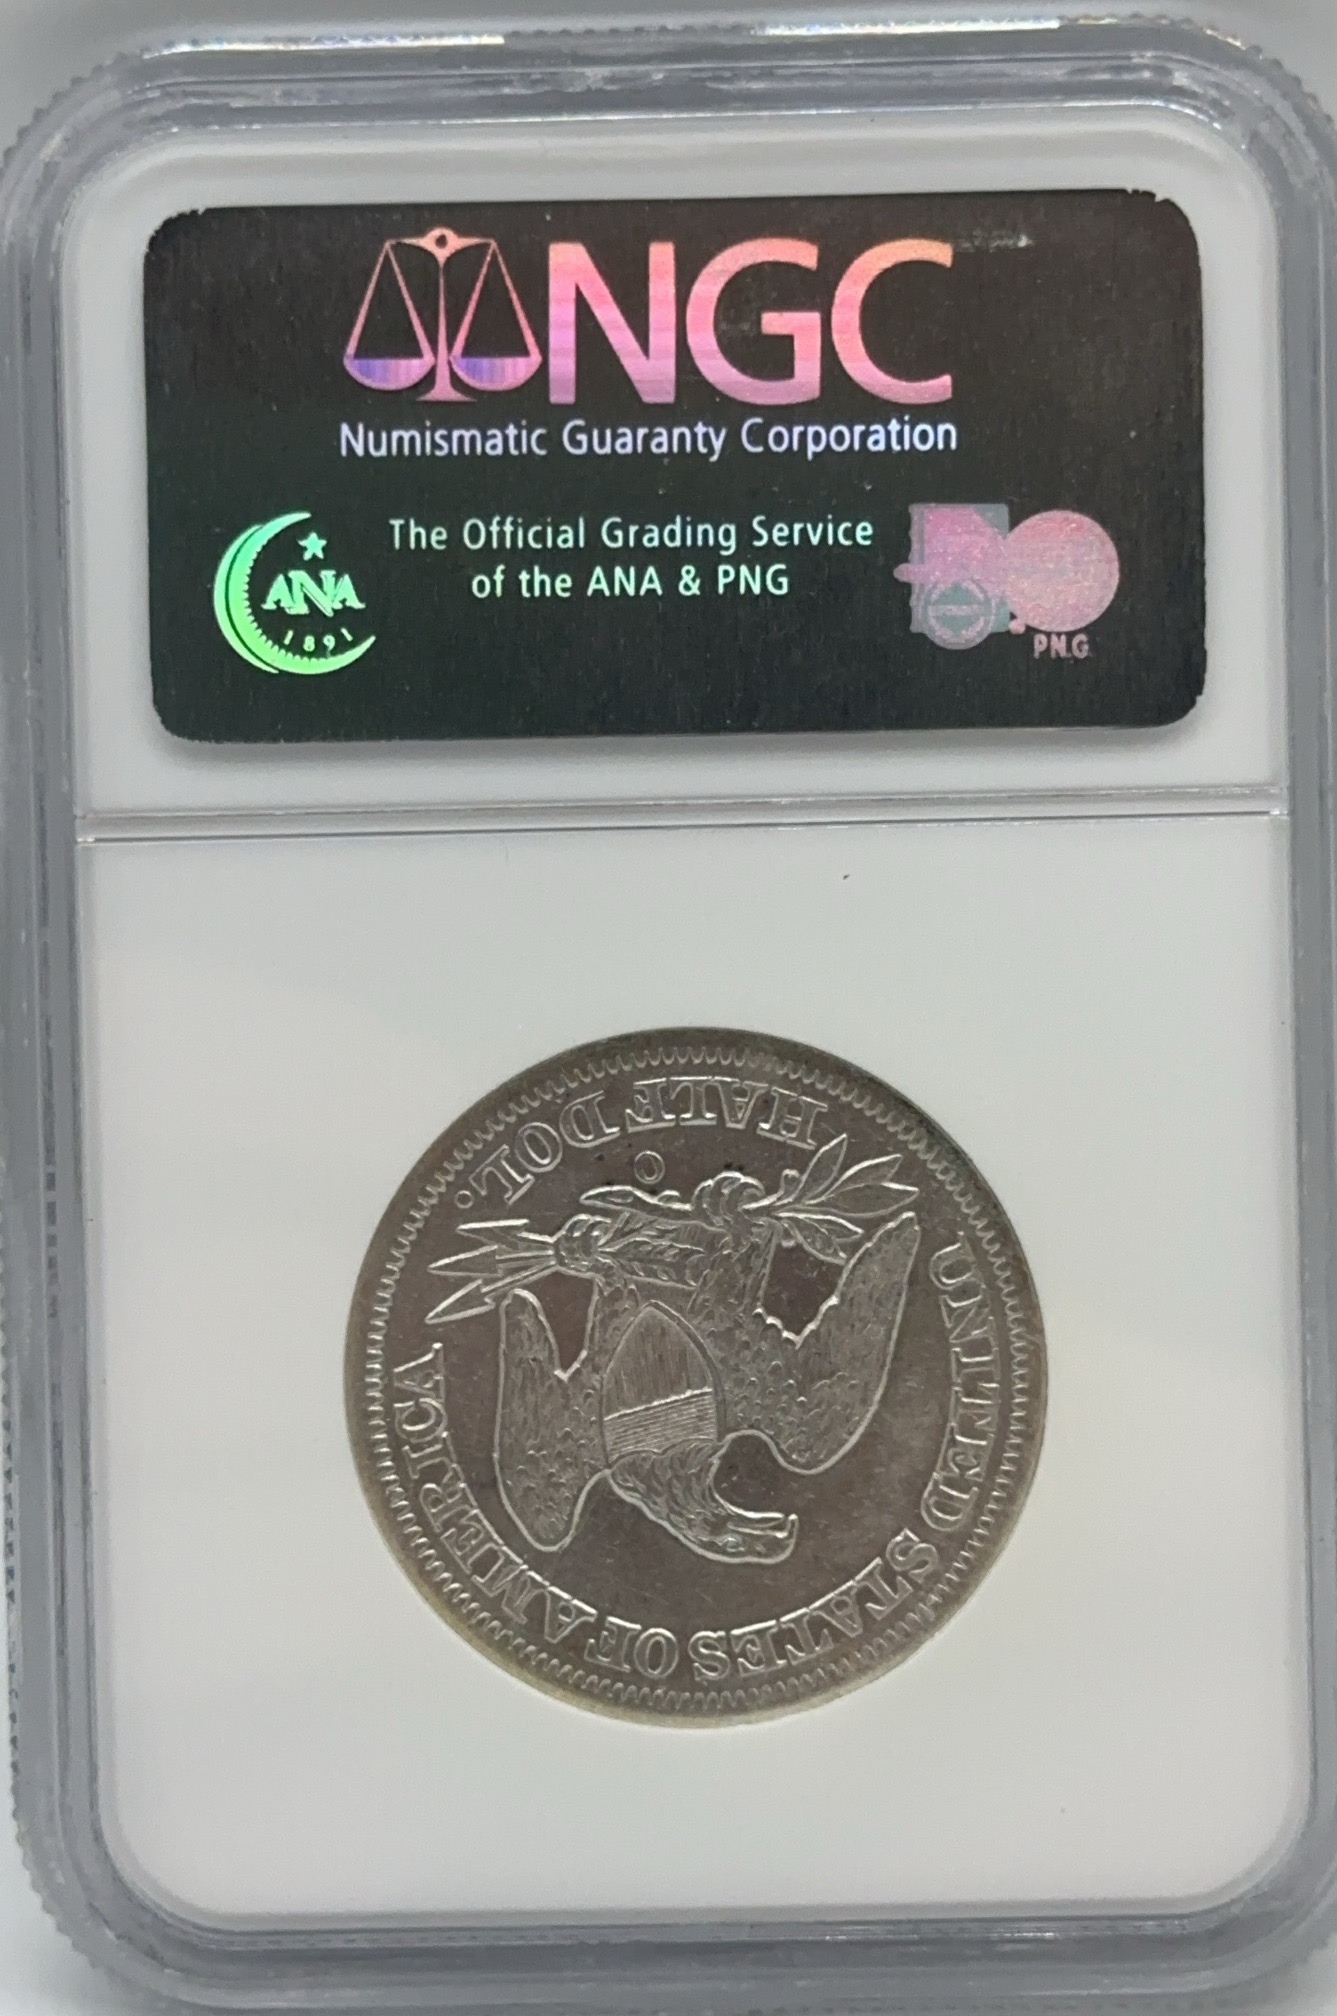 NGC
Numismatic Guaranty Corporation
The Official Grading Service
of the ANA & PNG
ANA
1891
P.N.G.
UNITED STATES OF AMERICA
O
HALF DOL.